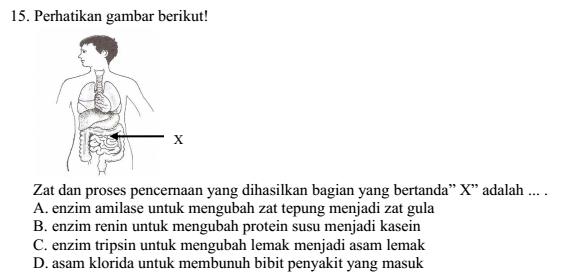 15. Perhatikan gambar berikut!
X
Zat dan proses pencernaan yang dihasilkan bagian yang bertanda” X” adalah ... .
A. enzim amilase untuk mengubah zat tepung menjadi zat gula
B. enzim renin untuk mengubah protein susu menjadi kasein
C. enzim tripsin untuk mengubah lemak menjadi asam lemak
D. asam klorida untuk membunuh bibit penyakit yang masuk